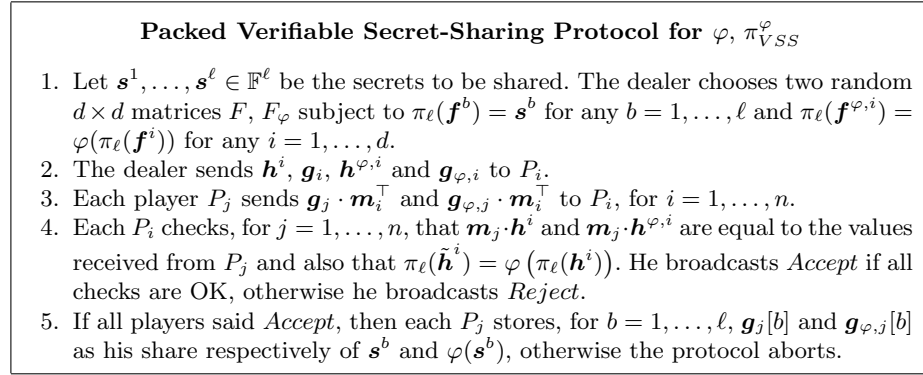 Packed Verifiable Secret-Sharing Protocol for φ, π_{VSS}^{φ}
1. Let 𝒔¹, . . . , 𝒔^ℓ ∈ 𝔽^ℓ be the secrets to be shared. The dealer chooses two random
d × d matrices F, F_φ subject to π_ℓ(𝒇^b) = 𝒔^b for any b = 1, . . . , ℓ and π_ℓ(𝒇^{φ,i}) =
φ(π_ℓ(𝒇^i)) for any i = 1, . . . , d.
2. The dealer sends 𝒉^i, 𝒈_i, 𝒉^{φ,i} and 𝒈_{φ,i} to P_i.
3. Each player P_j sends 𝒈_j · 𝒎_i^⊤ and 𝒈_{φ,j} · 𝒎_i^⊤ to P_i, for i = 1, . . . , n.
4. Each P_i checks, for j = 1, . . . , n, that 𝒎_j·𝒉^i and 𝒎_j·𝒉^{φ,i} are equal to the values
received from P_j and also that π_ℓ(𝒉̃^i) = φ (π_ℓ(𝒉^i)). He broadcasts Accept if all
checks are OK, otherwise he broadcasts Reject.
5. If all players said Accept, then each P_j stores, for b = 1, . . . , ℓ, 𝒈_j[b] and 𝒈_{φ,j}[b]
as his share respectively of 𝒔^b and φ(𝒔^b), otherwise the protocol aborts.